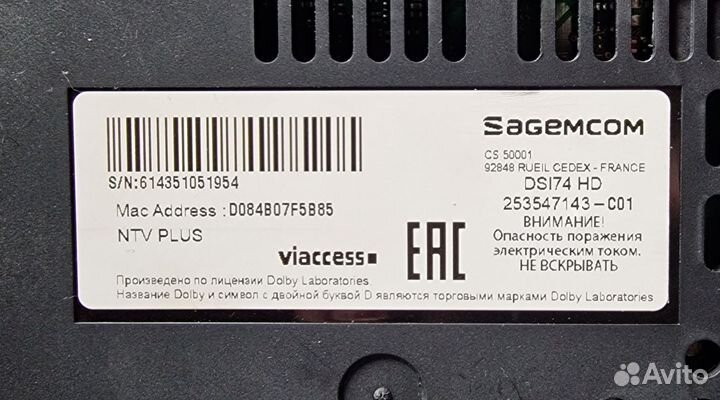 SAGEMCOM
CS 50001
92848 RUEIL CEDEX - FRANCE
DSI74 HD
253547143-C01
ВНИМАНИЕ!
Опасность поражения
электрическим током.
НЕ ВСКРЫВАТЬ
S/N:614351051954
Mac Address : D084B07F5B85
NTV PLUS
viaccess
EAC
Произведено по лицензии Dolby Laboratories.
Название Dolby и символ с двойной буквой D являются торговыми марками Dolby Laboratories
Avito